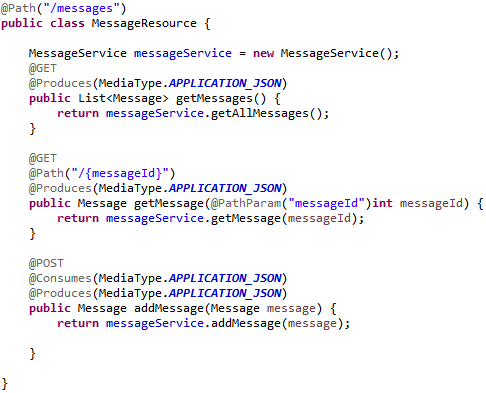 @Path("/messages")
public class MessageResource {
MessageService messageService = new MessageService();
@GET
@Produces(MediaType.APPLICATION_JSON)
public List<Message> getMessages() {
return messageService.getAllMessages();
}
@GET
@Path("/{messageId}")
@Produces(MediaType.APPLICATION_JSON)
public Message getMessage(@PathParam("messageId")int messageId) {
return messageService.getMessage(messageId);
}
@POST
@Consumes(MediaType.APPLICATION_JSON)
@Produces(MediaType.APPLICATION_JSON)
public Message addMessage(Message message) {
return messageService.addMessage(message);
}
}